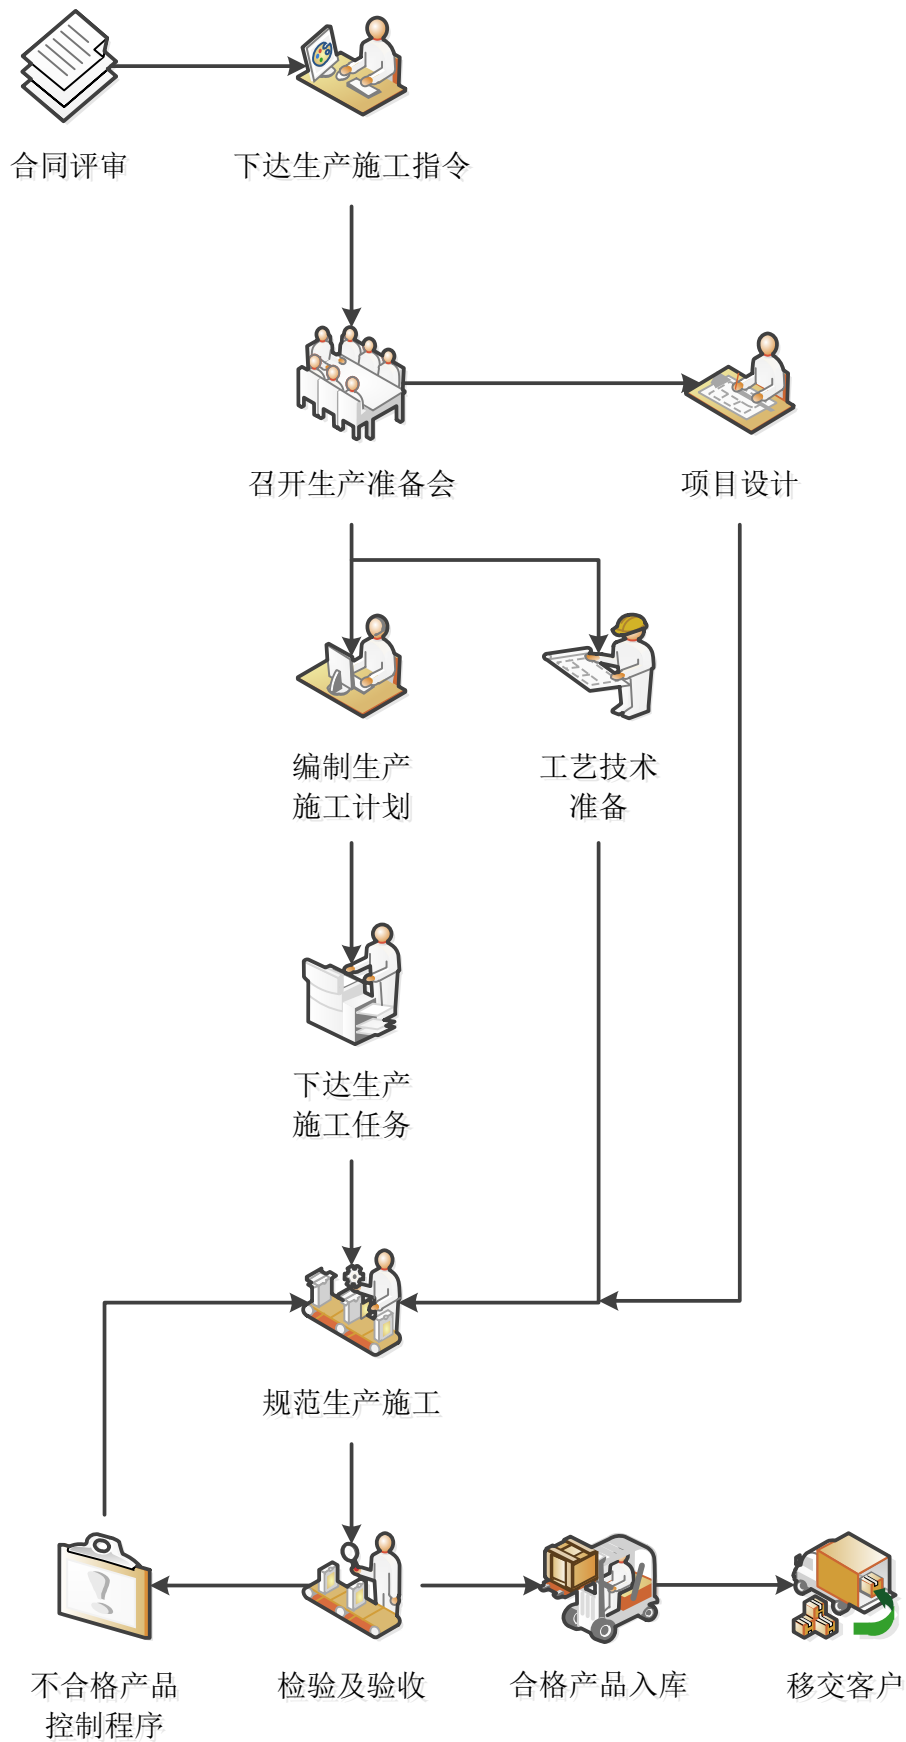 合同评审
下达生产施工指令
召开生产准备会
项目设计
编制生产
施工计划
工艺技术
准备
下达生产
施工任务
规范生产施工
不合格产品
控制程序
检验及验收
合格产品入库
移交客户